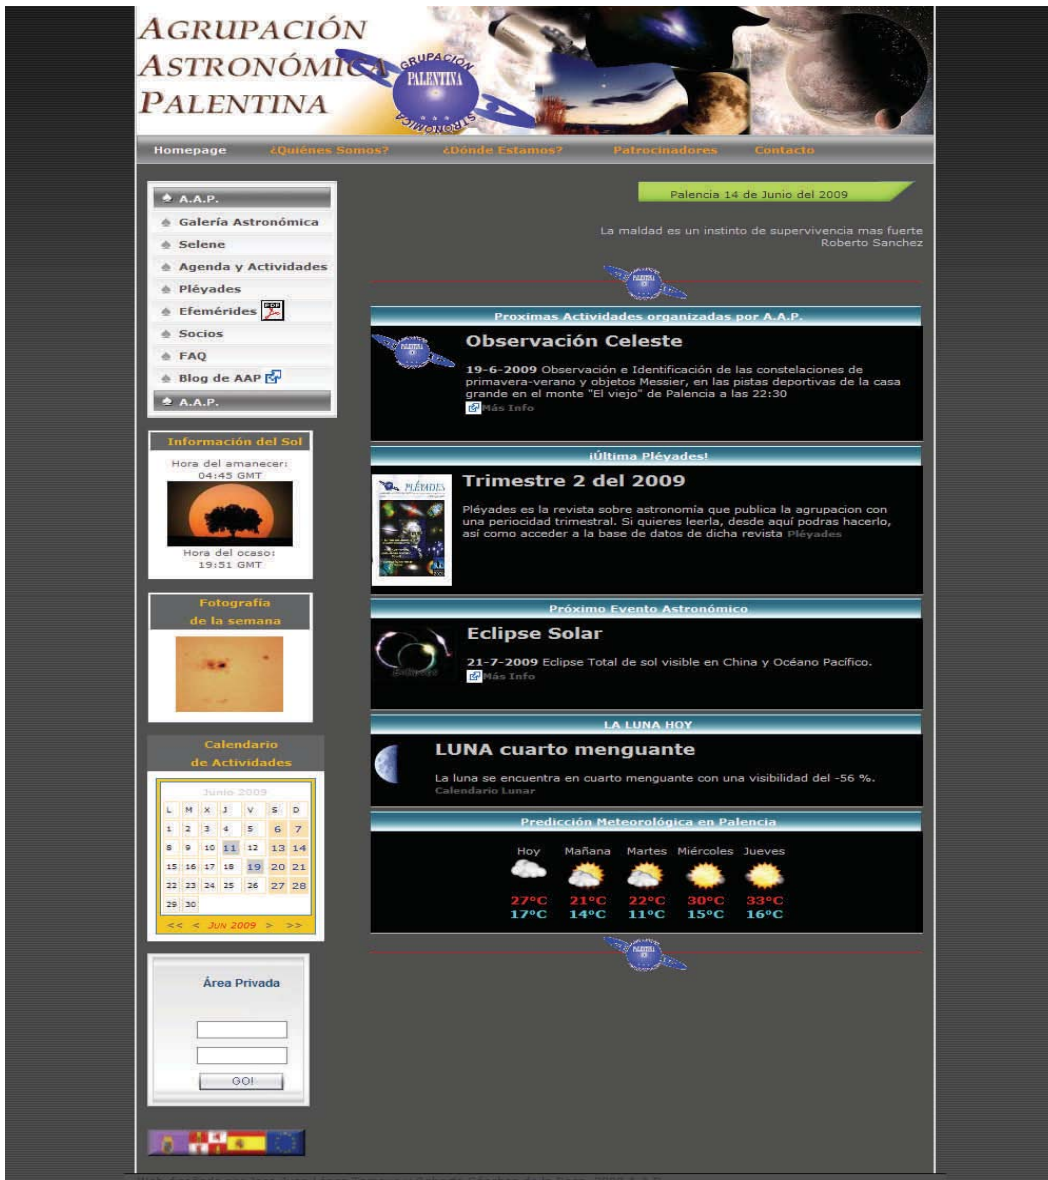 AGRUPACIÓN
ASTRONÓMICA
PALENTINA
AGRUPACION
PALENTINA
ASTRONOMICA
Homepage ¿Quiénes Somos? ¿Dónde Estamos? Patrocinadores Contacto
A.A.P.
Galería Astronómica
Selene
Agenda y Actividades
Pléyades
Efemérides PDF
Socios
FAQ
Blog de AAP
A.A.P.
Información del Sol
Hora del amanecer:
04:45 GMT
Hora del ocaso:
19:51 GMT
Fotografía
de la semana
Calendario
de Actividades
Junio 2009
L M X J V S D
1 2 3 4 5 6 7
8 9 10 11 12 13 14
15 16 17 18 19 20 21
22 23 24 25 26 27 28
29 30
<< < JUN 2009 > >>
Área Privada
GO!
Palencia 14 de Junio del 2009
La maldad es un instinto de supervivencia mas fuerte
Roberto Sanchez
PALENTINA
Proximas Actividades organizadas por A.A.P.
PALENTINA
Observación Celeste
19-6-2009 Observación e Identificación de las constelaciones de
primavera-verano y objetos Messier, en las pistas deportivas de la casa
grande en el monte "El viejo" de Palencia a las 22:30
Más Info
¡Última Pléyades!
PLÉYADES
Trimestre 2 del 2009
Pléyades es la revista sobre astronomía que publica la agrupacion con
una periocidad trimestral. Si quieres leerla, desde aquí podras hacerlo,
así como acceder a la base de datos de dicha revista Pléyades
Próximo Evento Astronómico
Eclipse Solar
21-7-2009 Eclipse Total de sol visible en China y Océano Pacífico.
Más Info
LA LUNA HOY
LUNA cuarto menguante
La luna se encuentra en cuarto menguante con una visibilidad del -56 %.
Calendario Lunar
Predicción Meteorológica en Palencia
Hoy Mañana Martes Miércoles Jueves
27ºC 21ºC 22ºC 30ºC 33ºC
17ºC 14ºC 11ºC 15ºC 16ºC
PALENTINA